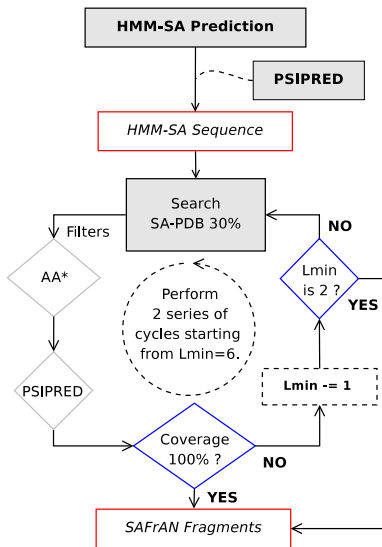 HMM-SA Prediction
PSIPRED
HMM-SA Sequence
Search
SA-PDB 30%
NO
Filters
AA*
Lmin
is 2 ?
YES
Perform
2 series of
cycles starting
from Lmin=6.
PSIPRED
Lmin -= 1
Coverage
100% ?
NO
YES
SAFrAN Fragments